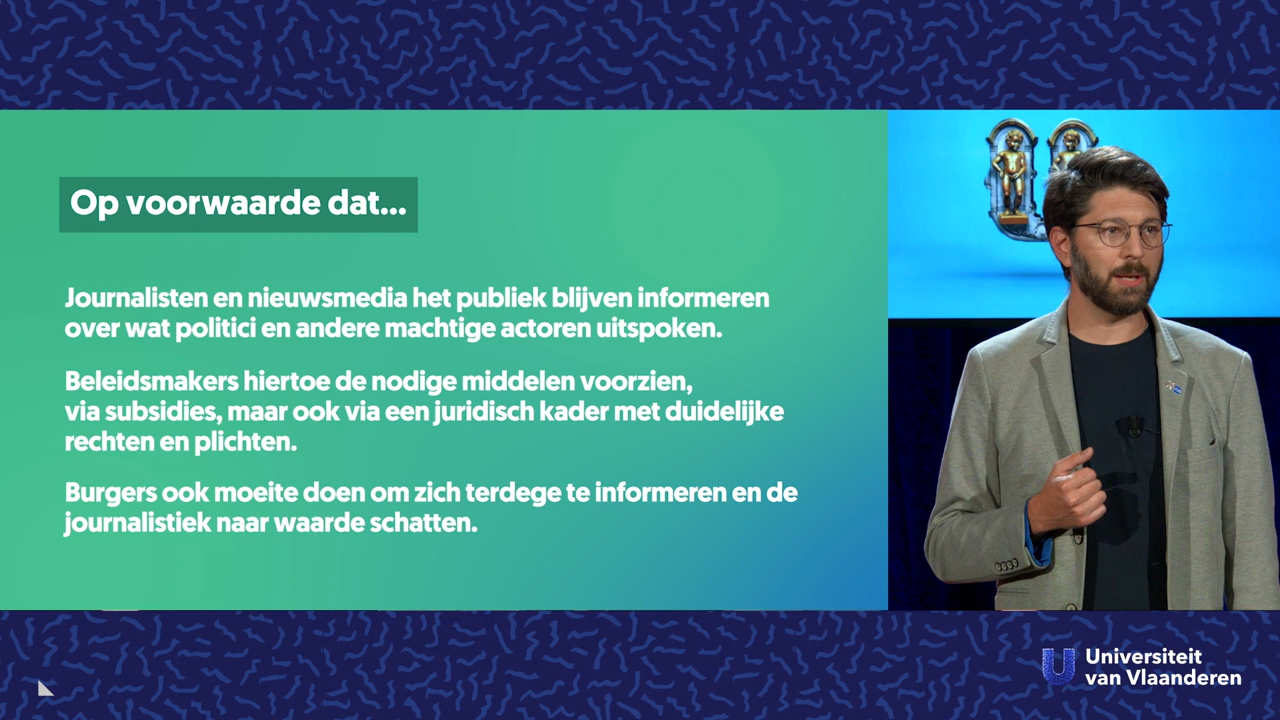 Op voorwaarde dat...
Journalisten en nieuwsmedia het publiek blijven informeren
over wat politici en andere machtige actoren uitspoken.
Beleidsmakers hiertoe de nodige middelen voorzien,
via subsidies, maar ook via een juridisch kader met duidelijke
rechten en plichten.
Burgers ook moeite doen om zich terdege te informeren en de
journalistiek naar waarde schatten.
Universiteit
van Vlaanderen